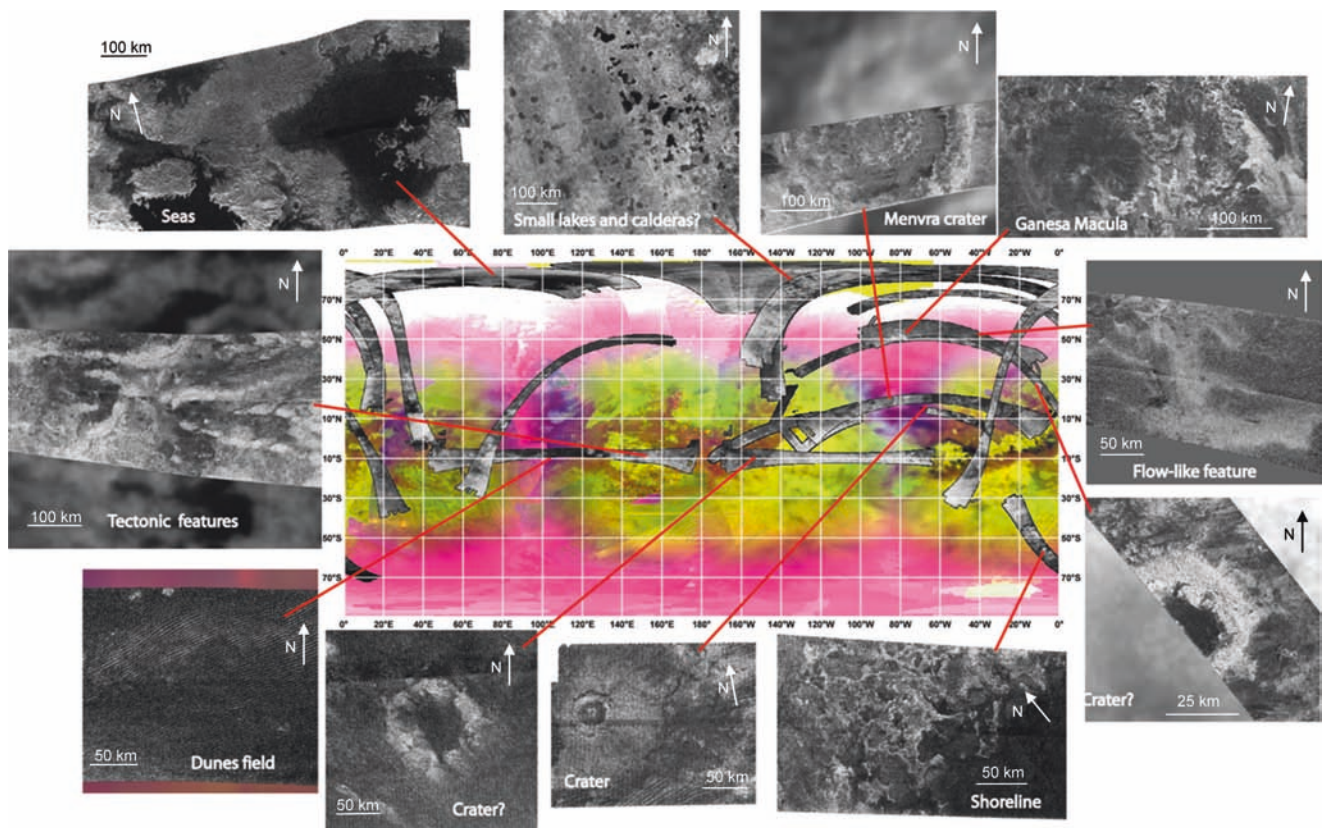 100 km
N
Seas
N
100 km
Small lakes and calderas?
N
100 km
Menvra crater
N
100 km
Ganesa Macula
N
100 km
Tectonic features
0° 20°E 40°E 60°E 80°E 100°E 120°E 140°E 160°E 180° 160°W 140°W 120°W 100°W 80°W 60°W 40°W 20°W 0°
70°N 70°N
50°N 50°N
30°N 30°N
10°N 10°N
10°S 10°S
30°S 30°S
50°S 50°S
70°S 70°S
0° 20°E 40°E 60°E 80°E 100°E 120°E 140°E 160°E 180° 160°W 140°W 120°W 100°W 80°W 60°W 40°W 20°W 0°
N
50 km
Flow-like feature
N
50 km
Dunes field
N
50 km
Crater?
N
Crater
50 km
N
50 km
Shoreline
N
Crater?
25 km